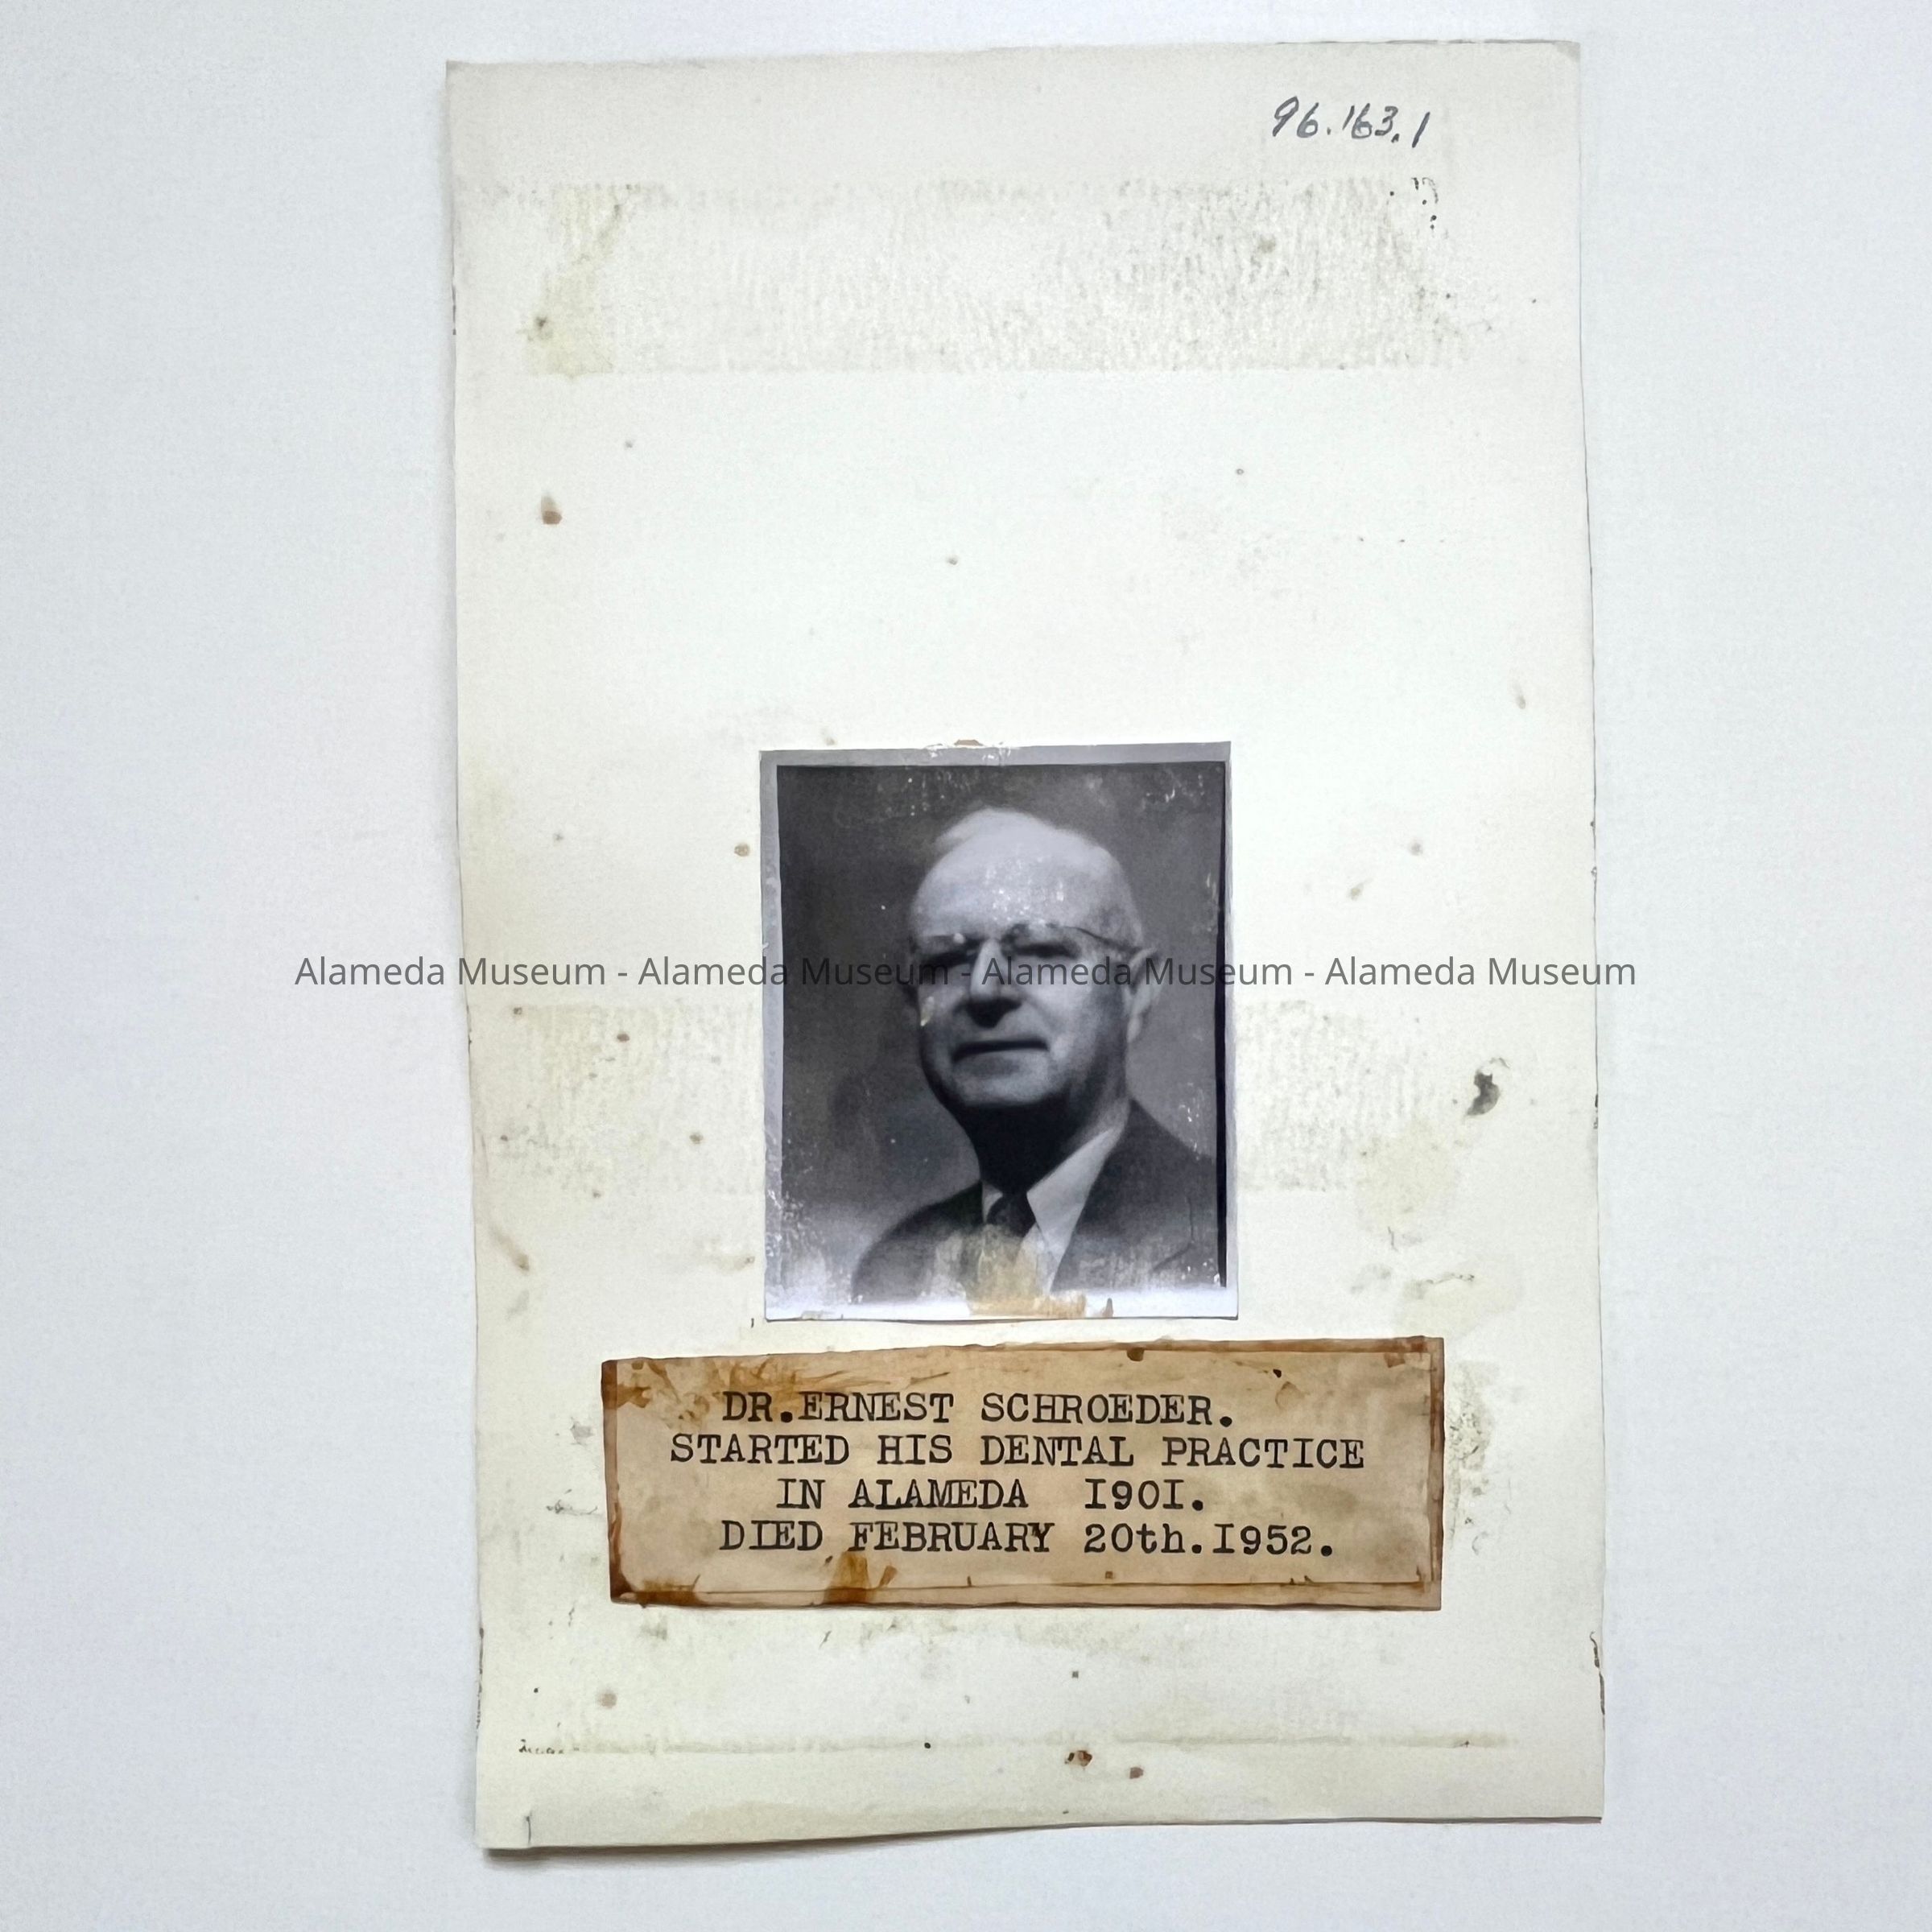 96.163.1
Alameda Museum - Alameda Museum - Alameda Museum - Alameda Museum
DR.ERNEST SCHROEDER.
STARTED HIS DENTAL PRACTICE
IN ALAMEDA  I90I.
DIED FEBRUARY 20th.I952.